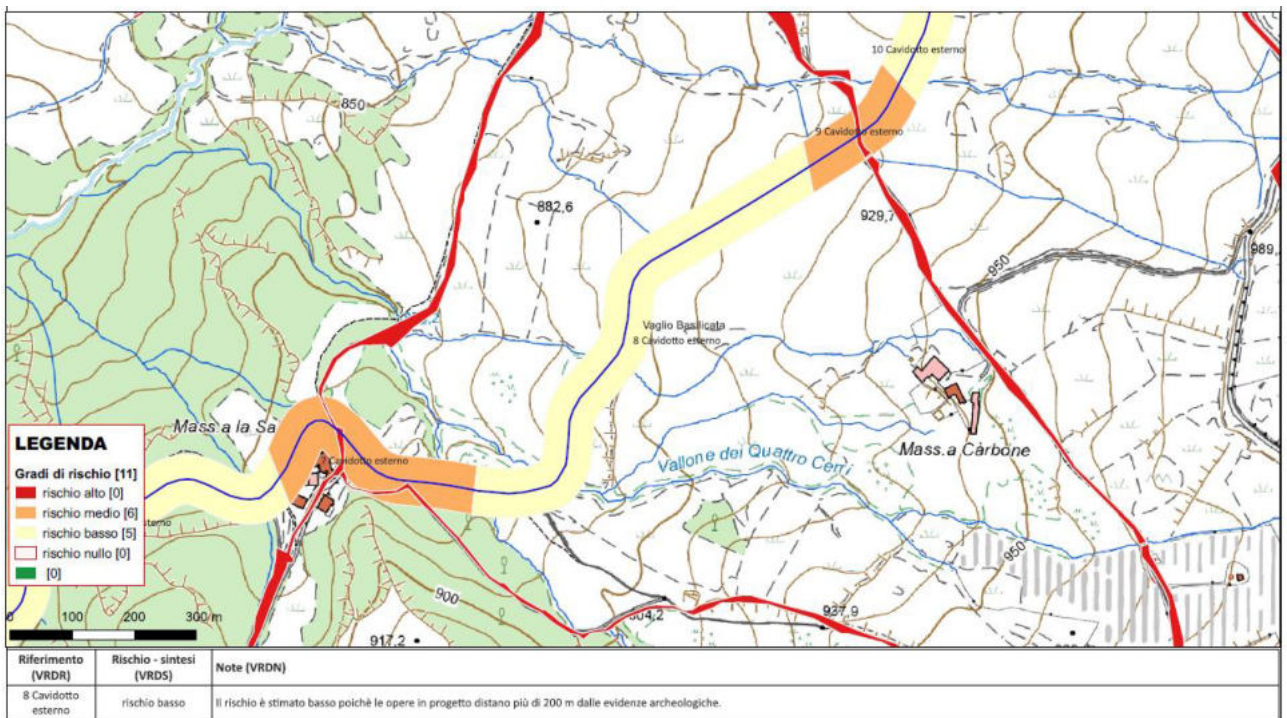 10 Cavidotto esterno
850
9 Cavidotto esterno
882,6
929,7
950
989,
Vaglio Basilicata
8 Cavidotto esterno
Mass.a la Sa
7 Cavidotto esterno
Mass.a Carbone
Vallone dei Quattro Cerri
LEGENDA
Gradi di rischio [11]
rischio alto [0]
rischio medio [6]
rischio basso [5]
rischio nullo [0]
[0]
950
900
937,9
917,2
0 100 200 300 m
Riferimento (VRDR)
Rischio - sintesi (VRDS)
Note (VRDN)
8 Cavidotto esterno
rischio basso
Il rischio è stimato basso poichè le opere in progetto distano più di 200 m dalle evidenze archeologiche.